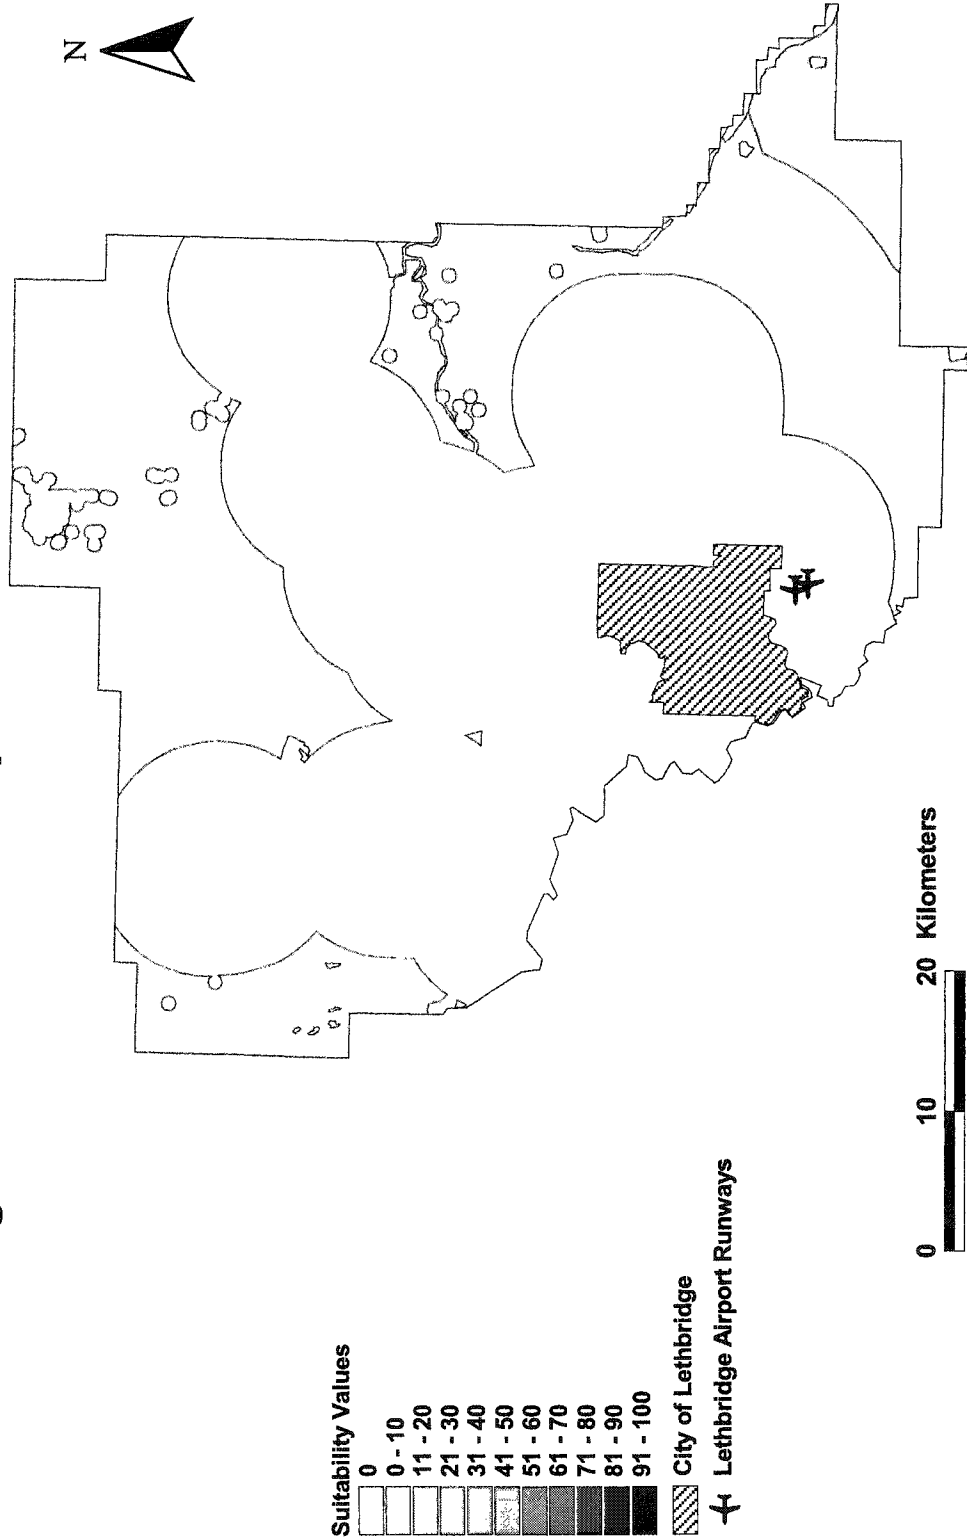 N
Suitability Values
0
0 - 10
11 - 20
21 - 30
31 - 40
41 - 50
51 - 60
61 - 70
71 - 80
81 - 90
91 - 100
City of Lethbridge
Lethbridge Airport Runways
0 10 20 Kilometers